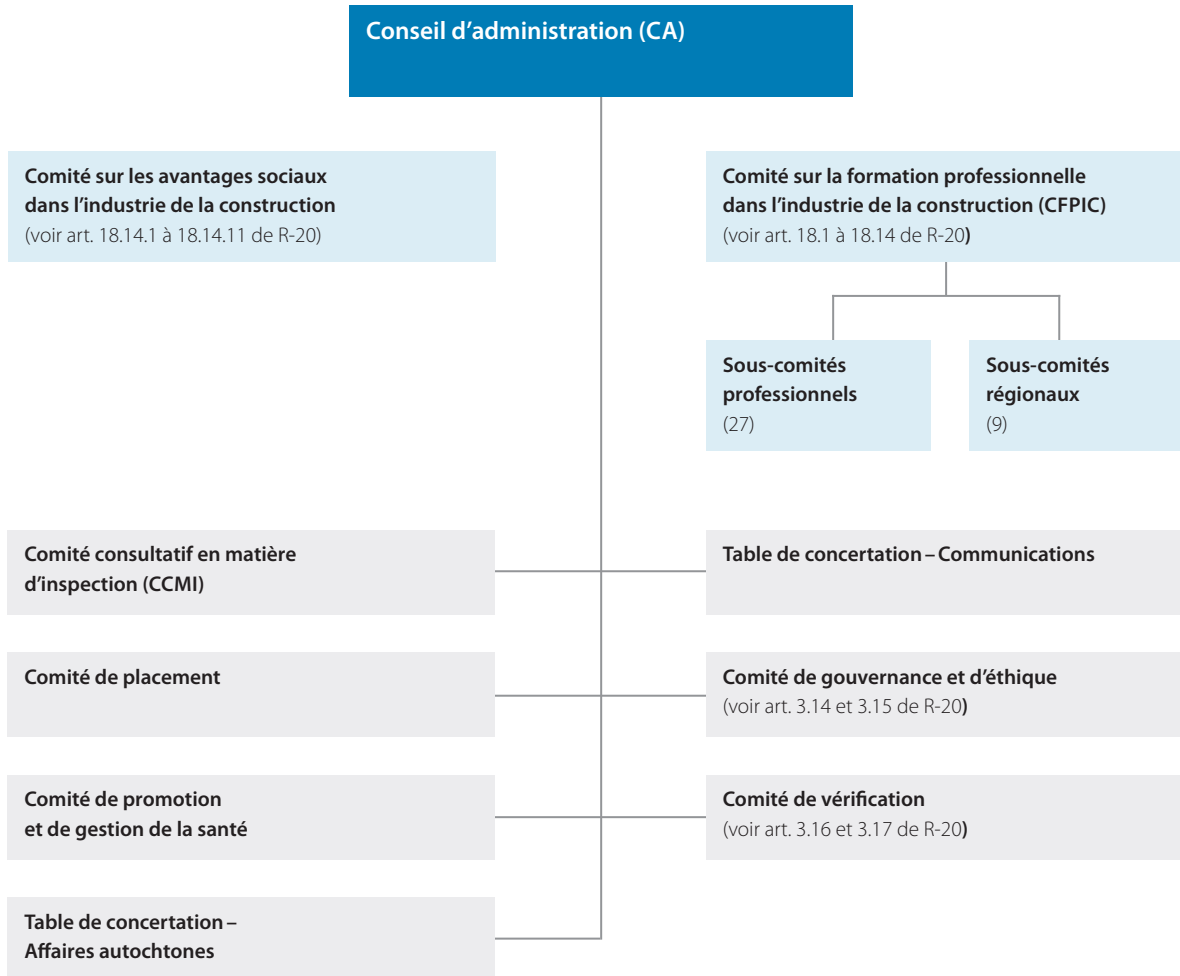 Conseil d’administration (CA)
Comité sur les avantages sociaux
dans l’industrie de la construction
(voir art. 18.14.1 à 18.14.11 de R-20)
Comité sur la formation professionnelle
dans l’industrie de la construction (CFPIC)
(voir art. 18.1 à 18.14 de R-20)
Sous-comités
professionnels
(27)
Sous-comités
régionaux
(9)
Comité consultatif en matière
d'inspection (CCMI)
Table de concertation – Communications
Comité de placement
Comité de gouvernance et d’éthique
(voir art. 3.14 et 3.15 de R-20)
Comité de promotion
et de gestion de la santé
Comité de vérification
(voir art. 3.16 et 3.17 de R-20)
Table de concertation –
Affaires autochtones